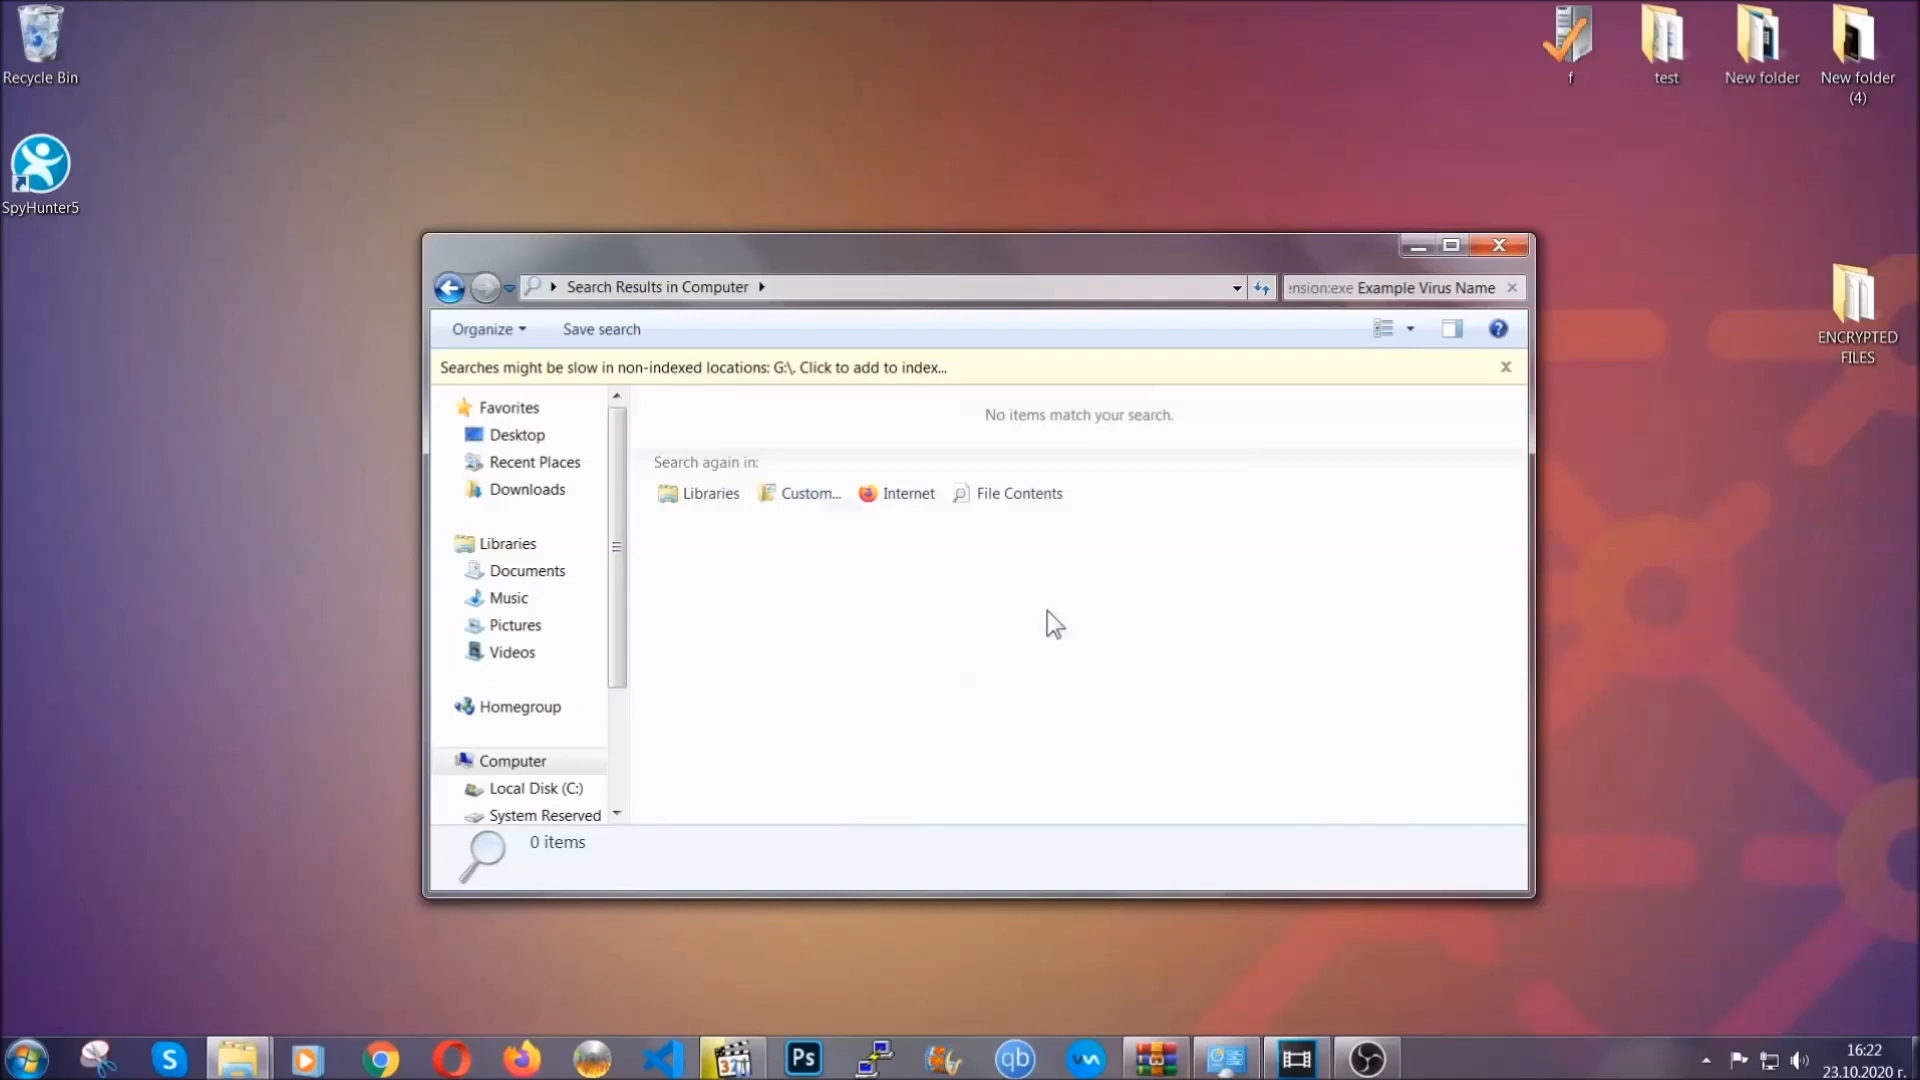 Recycle Bin
SpyHunter5
f
test
New folder
New folder
(4)
ENCRYPTED
FILES
Search Results in Computer
ension:exe Example Virus Name
Organize
Save search
Searches might be slow in non-indexed locations: G:\. Click to add to index...
Favorites
Desktop
Recent Places
Downloads
Libraries
Documents
Music
Pictures
Videos
Homegroup
Computer
Local Disk (C:)
System Reserved
No items match your search.
Search again in:
Libraries
Custom...
Internet
File Contents
0 items
S
321
Ps
qb
16:22
23.10.2020 г.